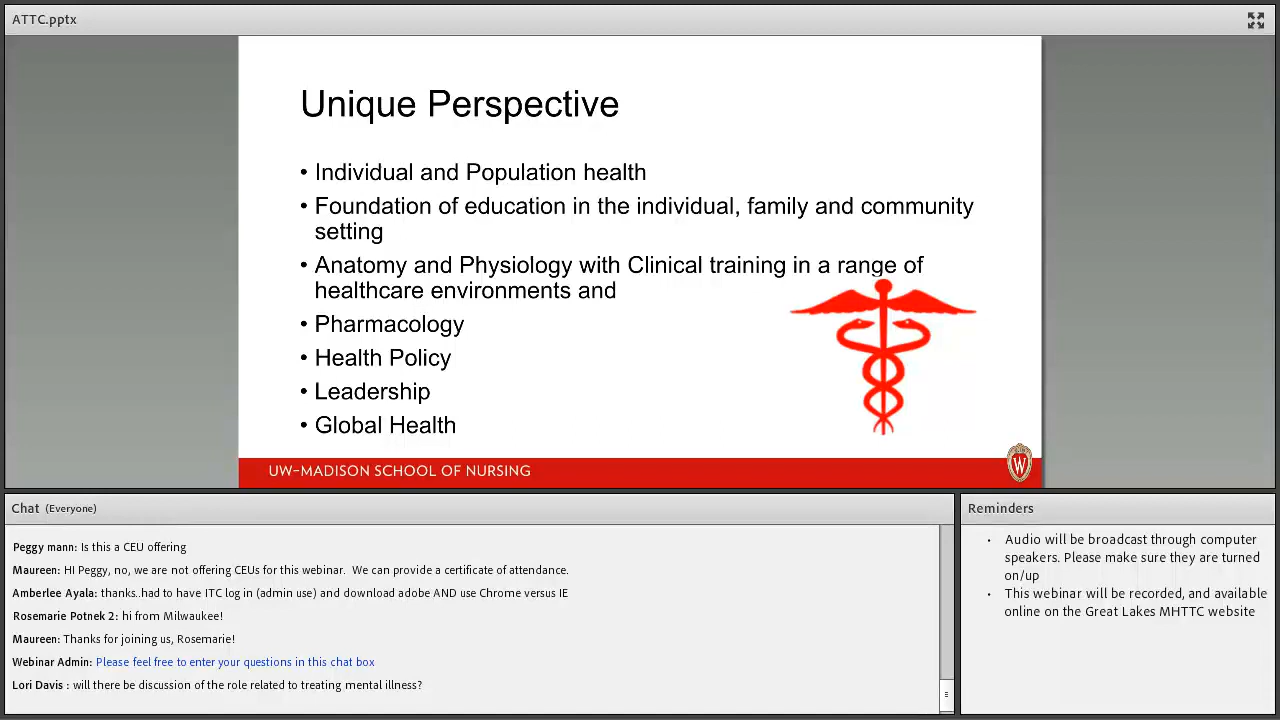 ATTC.pptx
Unique Perspective
• Individual and Population health
• Foundation of education in the individual, family and community
setting
• Anatomy and Physiology with Clinical training in a range of
healthcare environments and
• Pharmacology
• Health Policy
• Leadership
• Global Health
UW-MADISON SCHOOL OF NURSING
W
Chat (Everyone)
Peggy mann: Is this a CEU offering
Maureen: HI Peggy, no, we are not offering CEUs for this webinar.  We can provide a certificate of attendance.
Amberlee Ayala: thanks..had to have ITC log in (admin use) and download adobe AND use Chrome versus IE
Rosemarie Potnek 2: hi from Milwaukee!
Maureen: Thanks for joining us, Rosemarie!
Webinar Admin: Please feel free to enter your questions in this chat box
Lori Davis : will there be discussion of the role related to treating mental illness?
Reminders
• Audio will be broadcast through computer
speakers. Please make sure they are turned
on/up
• This webinar will be recorded, and available
online on the Great Lakes MHTTC website